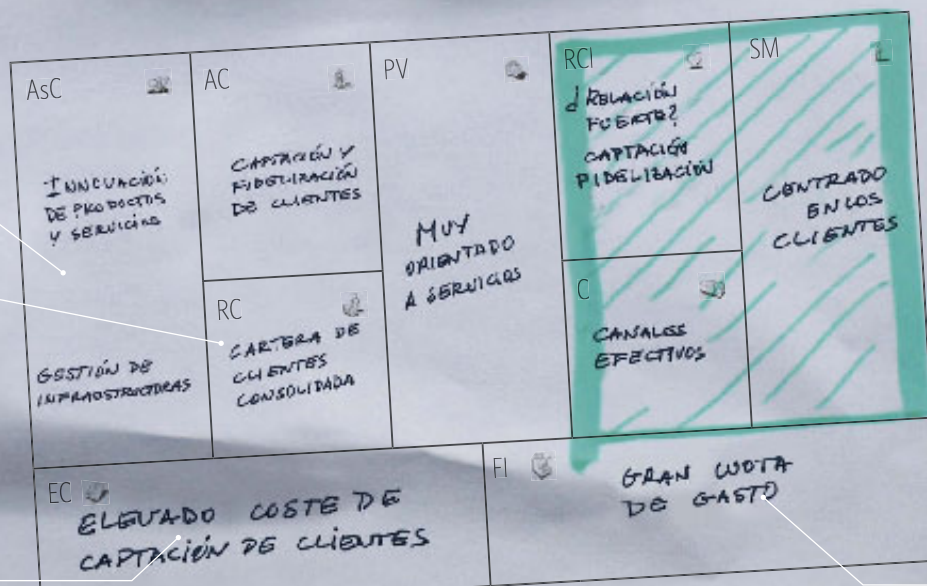 AsC
INNOVACIÓN
DE PRODUCTOS
Y SERVICIOS
GESTIÓN DE
INFRAESTRUCTURAS
AC
CAPTACIÓN Y
FIDELIZACIÓN
DE CLIENTES
RC
CARTERA DE
CLIENTES
CONSOLIDADA
PV
MUY
ORIENTADO
A SERVICIOS
RCl
¿RELACIÓN
FUERTE?
CAPTACIÓN
FIDELIZACIÓN
C
CANALES
EFECTIVOS
SM
CENTRADO
EN LOS
CLIENTES
EC
ELEVADO COSTE DE
CAPTACIÓN DE CLIENTES
FI
GRAN CUOTA
DE GASTO